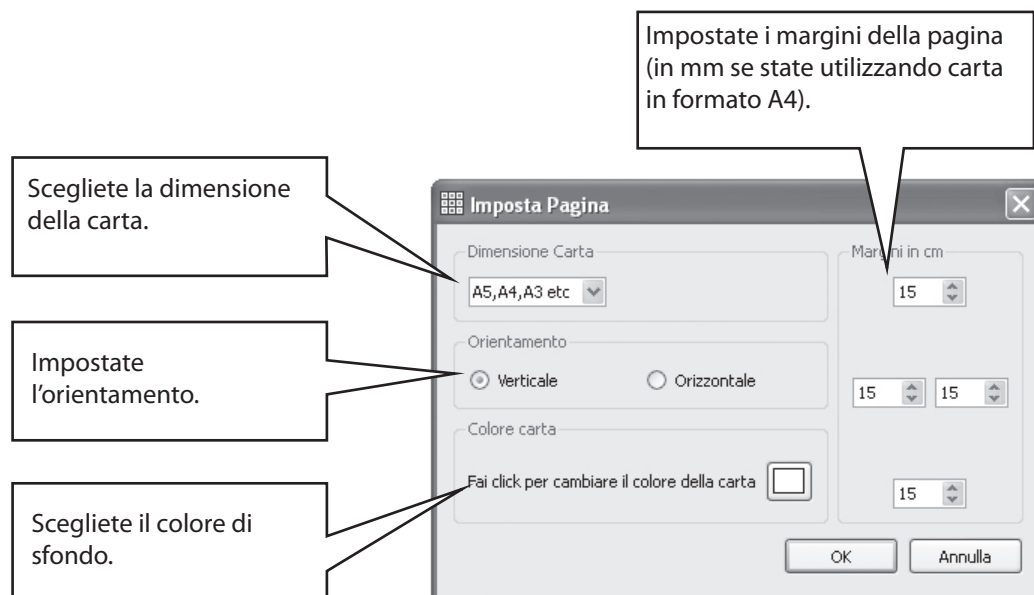 Impostate i margini della pagina
(in mm se state utilizzando carta
in formato A4).
Scegliete la dimensione
della carta.
Impostate
l’orientamento.
Scegliete il colore di
sfondo.
Imposta Pagina
Dimensione Carta
A5,A4,A3 etc
Orientamento
Verticale
Orizzontale
Colore carta
Fai click per cambiare il colore della carta
Margini in cm
15
15 15
15
OK Annulla